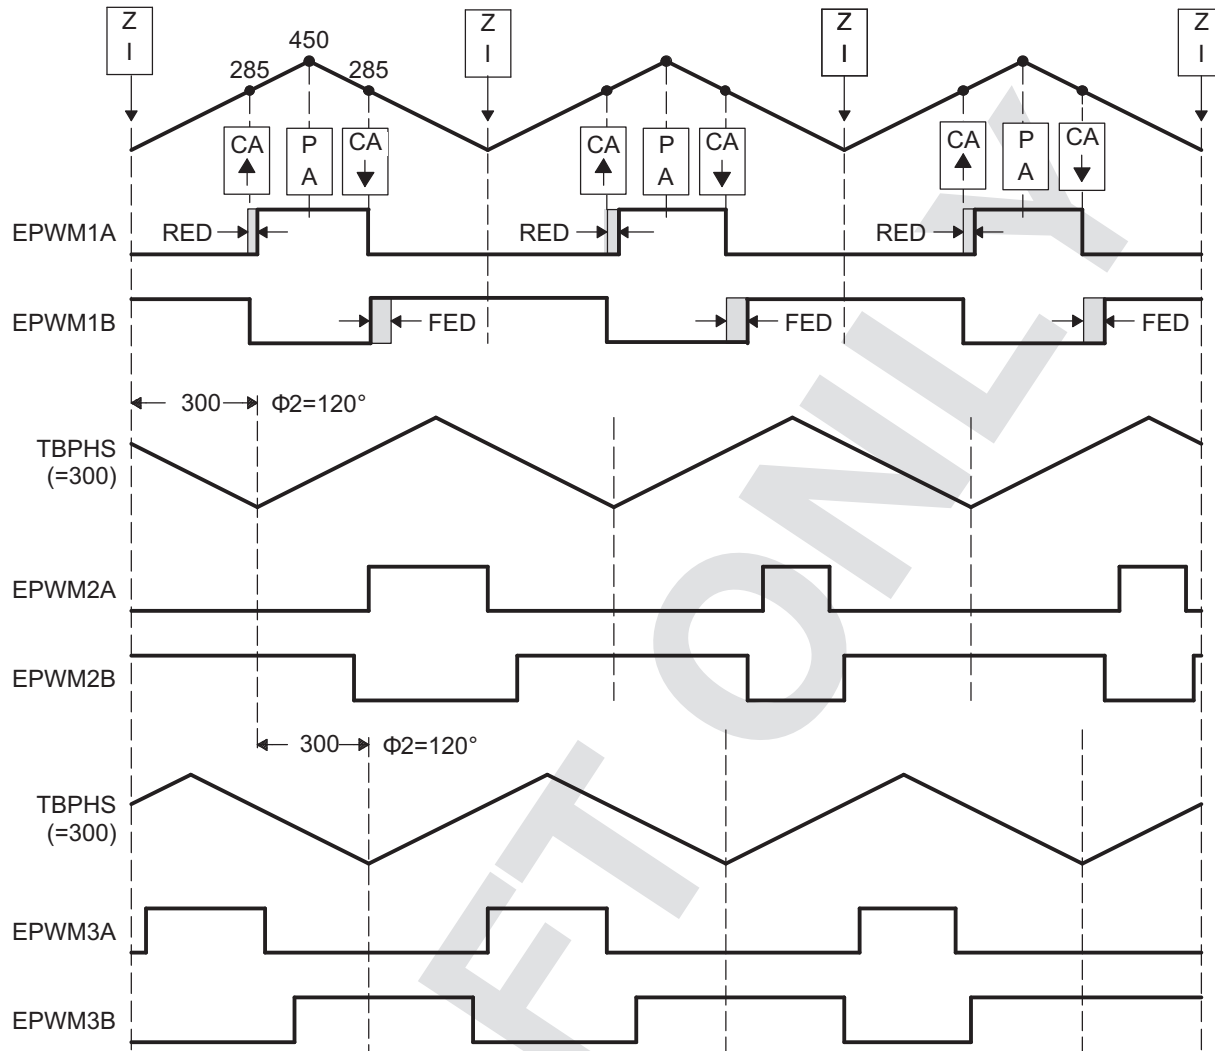 Z Z Z Z
I I I I
450
285 285
CA P CA CA P CA CA P CA
A A A
EPWM1A RED RED RED
EPWM1B FED FED FED
300 Φ2=120°
TBPHS
(=300)
EPWM2A
EPWM2B
300 Φ2=120°
TBPHS
(=300)
EPWM3A
EPWM3B
FT ONLY